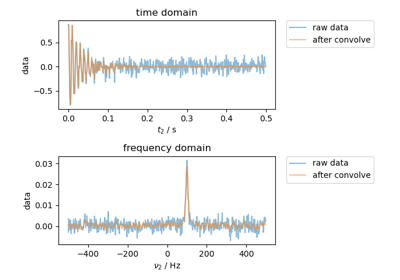 time domain
data
0.5
0.0
−0.5
0.0
0.1
0.2
0.3
0.4
0.5
t₂ / s
raw data
after convolve
frequency domain
data
0.03
0.02
0.01
0.00
−400
−200
0
200
400
ν₂ / Hz
raw data
after convolve